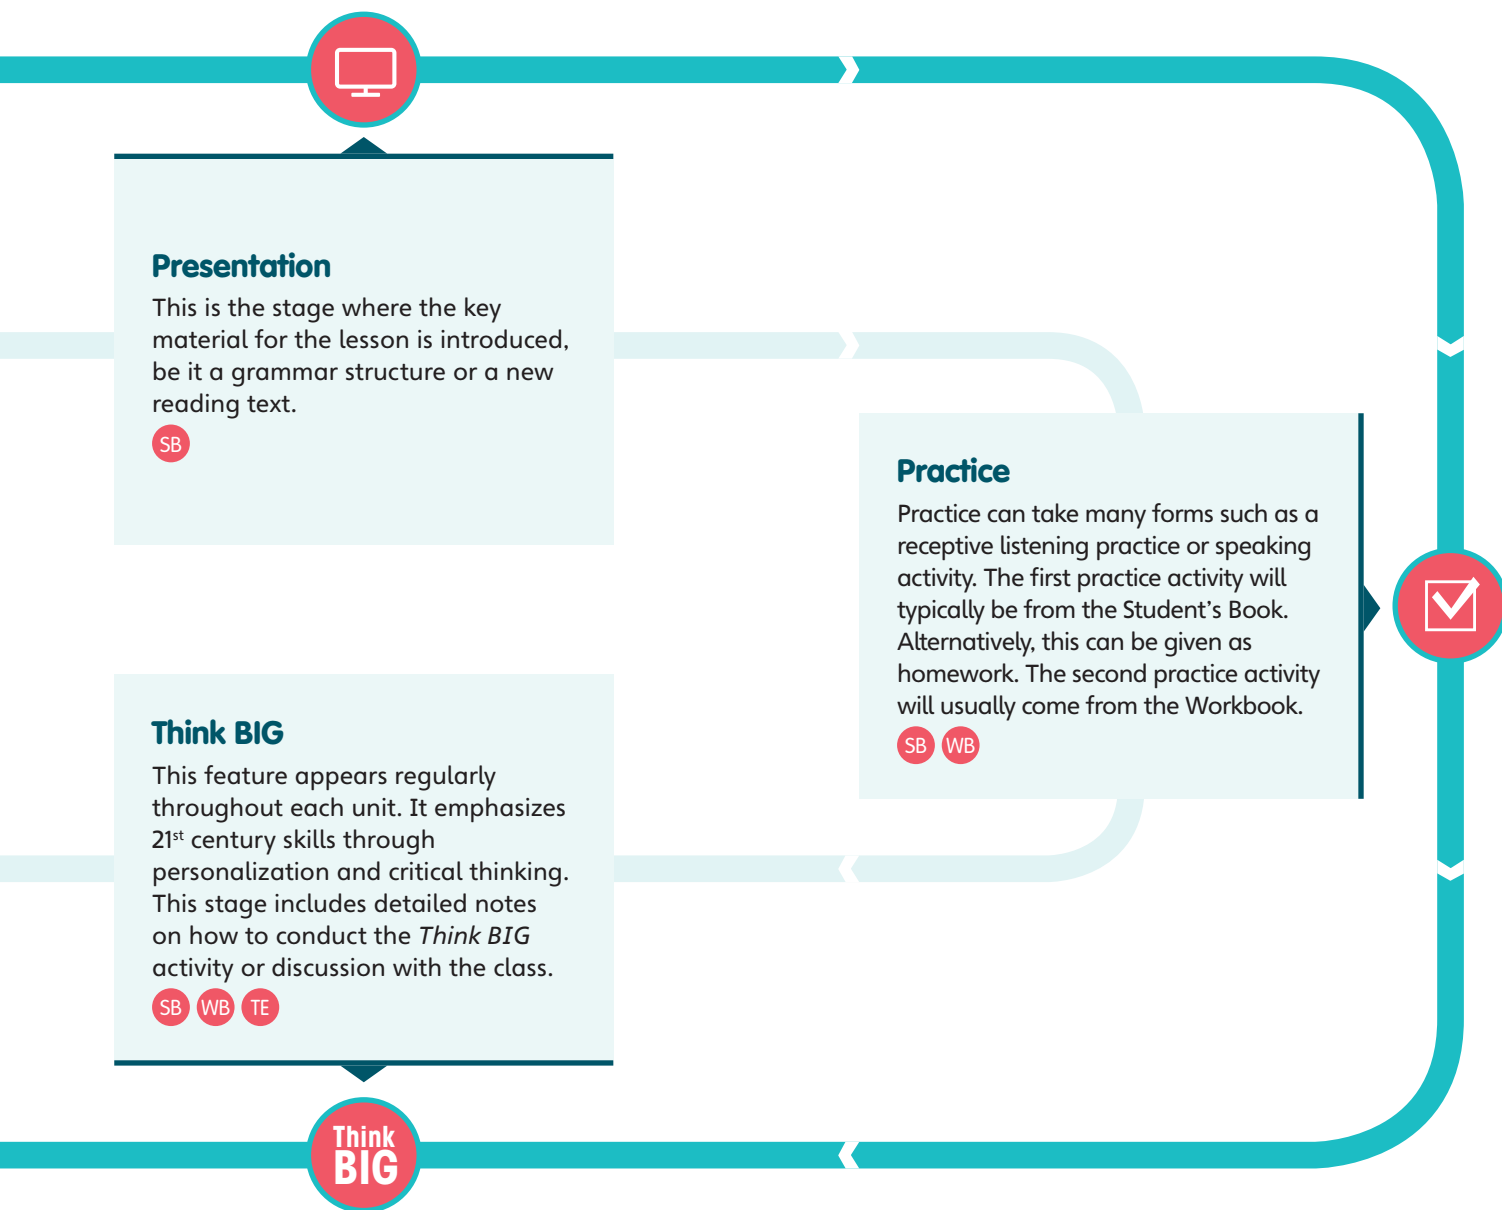 Presentation
This is the stage where the key
material for the lesson is introduced,
be it a grammar structure or a new
reading text.
SB
Practice
Practice can take many forms such as a
receptive listening practice or speaking
activity. The first practice activity will
typically be from the Student’s Book.
Alternatively, this can be given as
homework. The second practice activity
will usually come from the Workbook.
SB WB
Think BIG
This feature appears regularly
throughout each unit. It emphasizes
21st century skills through
personalization and critical thinking.
This stage includes detailed notes
on how to conduct the Think BIG
activity or discussion with the class.
SB WB TE
Think
BIG